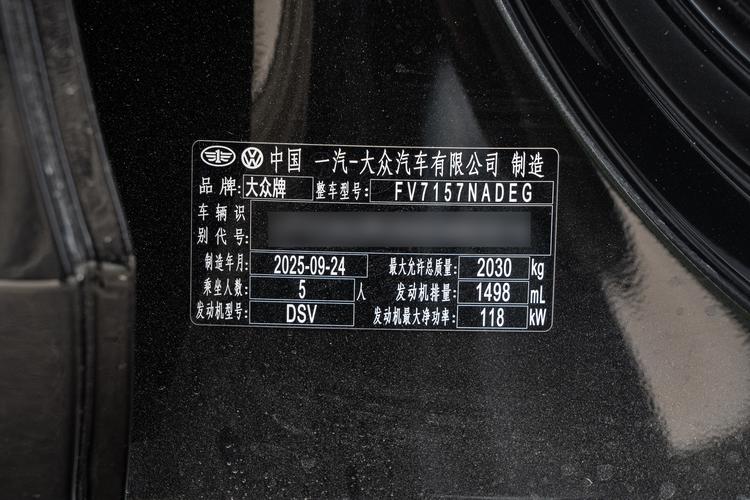 中国 一汽-大众汽车有限公司 制造
品 牌: 大众牌 整车型号: FV7157NADEG
车 辆 识
别 代 号:
制造年月: 2025-09-24 最大允许总质量: 2030 kg
乘坐人数: 5 人 发动机排量: 1498 mL
发动机型号: DSV 发动机最大净功率: 118 kW